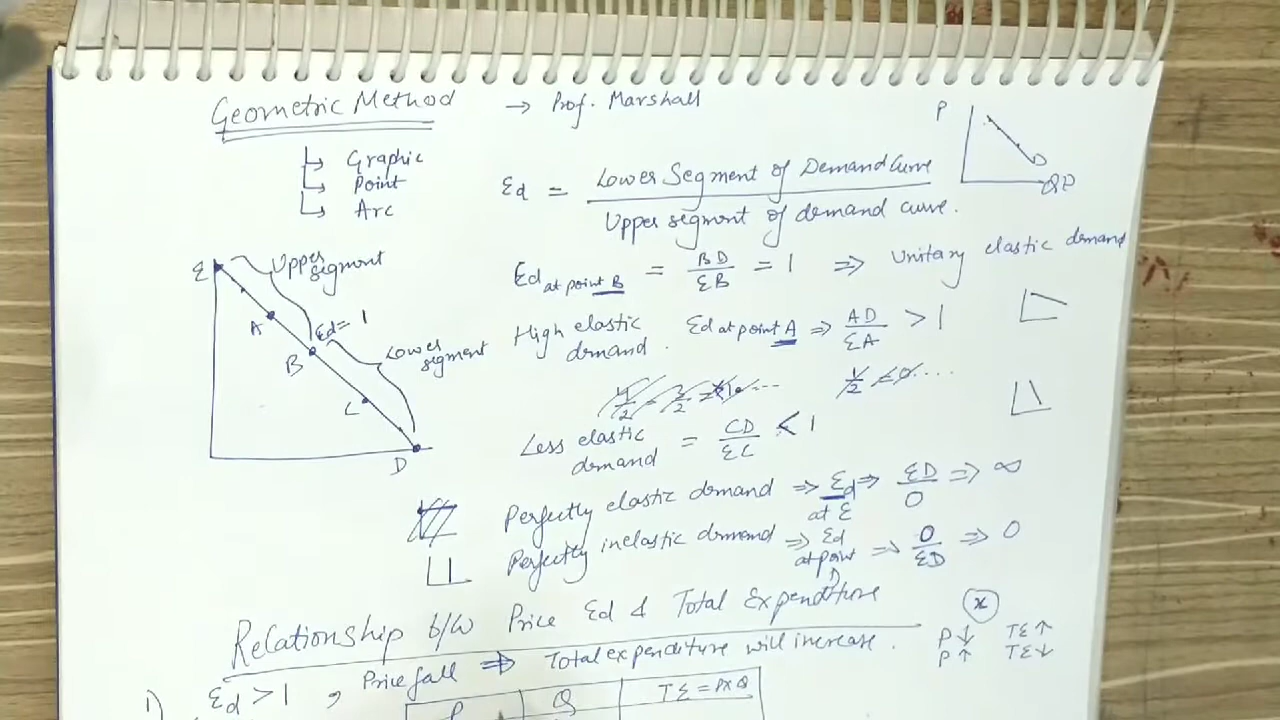 Geometric Method → Prof. Marshall
↳ Graphic
↳ Point
↳ Arc
P
QD
D
Ed = Lower Segment of Demand Curve / Upper segment of demand curve.
Ed at point B = BD / EB = 1 ⇒ Unitary elastic demand
High elastic demand. Ed at point A ⇒ AD / EA > 1
Less elastic demand = CD / EC < 1
Perfectly elastic demand ⇒ Ed at E ⇒ ED / 0 ⇒ ∞
Perfectly inelastic demand ⇒ Ed at point D ⇒ 0 / ED ⇒ 0
E
Upper segment
A
Ed = 1
B
Lower segment
C
D
Relationship b/w Price Ed & Total Expenditure
x
P ↓ TE ↑
P ↑ TE ↓
1) Ed > 1, Price fall ⇒ Total expenditure will increase.
P Q TE = P×Q